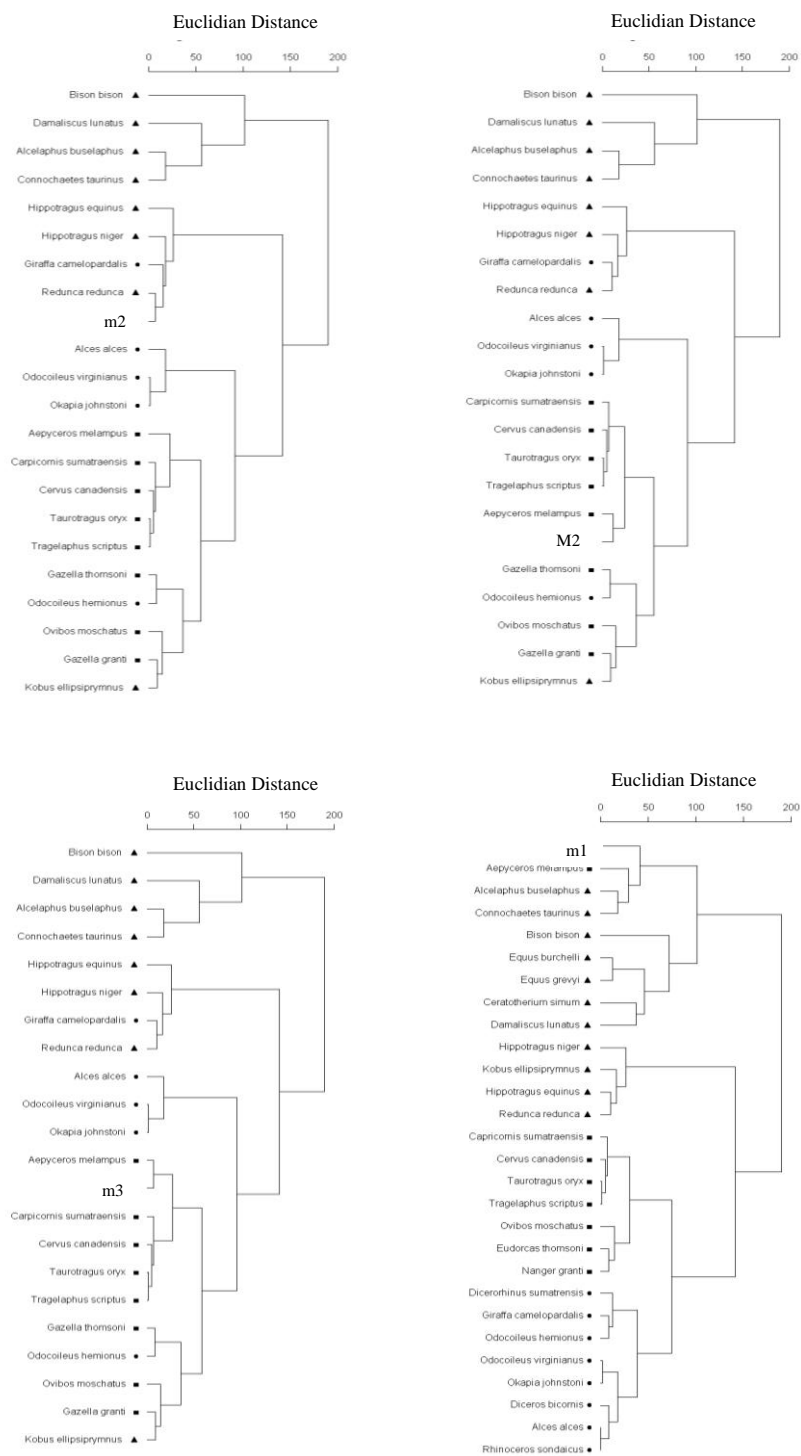 Euclidian Distance
0 50 100 150 200
Bison bison
Damaliscus lunatus
Alcelaphus buselaphus
Connochaetes taurinus
Hippotragus equinus
Hippotragus niger
Giraffa camelopardalis
Redunca redunca
m2
Alces alces
Odocoileus virginianus
Okapia johnstoni
Aepyceros melampus
Carpicornis sumatraensis
Cervus canadensis
Taurotragus oryx
Tragelaphus scriptus
Gazella thomsoni
Odocoileus hemionus
Ovibos moschatus
Gazella granti
Kobus ellipsiprymnus
Euclidian Distance
0 50 100 150 200
Bison bison
Damaliscus lunatus
Alcelaphus buselaphus
Connochaetes taurinus
Hippotragus equinus
Hippotragus niger
Giraffa camelopardalis
Redunca redunca
Alces alces
Odocoileus virginianus
Okapia johnstoni
Carpicornis sumatraensis
Cervus canadensis
Taurotragus oryx
Tragelaphus scriptus
Aepyceros melampus
M2
Gazella thomsoni
Odocoileus hemionus
Ovibos moschatus
Gazella granti
Kobus ellipsiprymnus
Euclidian Distance
0 50 100 150 200
Bison bison
Damaliscus lunatus
Alcelaphus buselaphus
Connochaetes taurinus
Hippotragus equinus
Hippotragus niger
Giraffa camelopardalis
Redunca redunca
Alces alces
Odocoileus virginianus
Okapia johnstoni
Aepyceros melampus
m3
Carpicornis sumatraensis
Cervus canadensis
Taurotragus oryx
Tragelaphus scriptus
Gazella thomsoni
Odocoileus hemionus
Ovibos moschatus
Gazella granti
Kobus ellipsiprymnus
Euclidian Distance
0 50 100 150 200
m1
Aepyceros melampus
Alcelaphus buselaphus
Connochaetes taurinus
Bison bison
Equus burchelli
Equus grevyi
Ceratotherium simum
Damaliscus lunatus
Hippotragus niger
Kobus ellipsiprymnus
Hippotragus equinus
Redunca redunca
Capricornis sumatraensis
Cervus canadensis
Taurotragus oryx
Tragelaphus scriptus
Ovibos moschatus
Eudorcas thomsoni
Nanger granti
Dicerorhinus sumatrensis
Giraffa camelopardalis
Odocoileus hemionus
Odocoileus virginianus
Okapia johnstoni
Diceros bicornis
Alces alces
Rhinoceros sondaicus